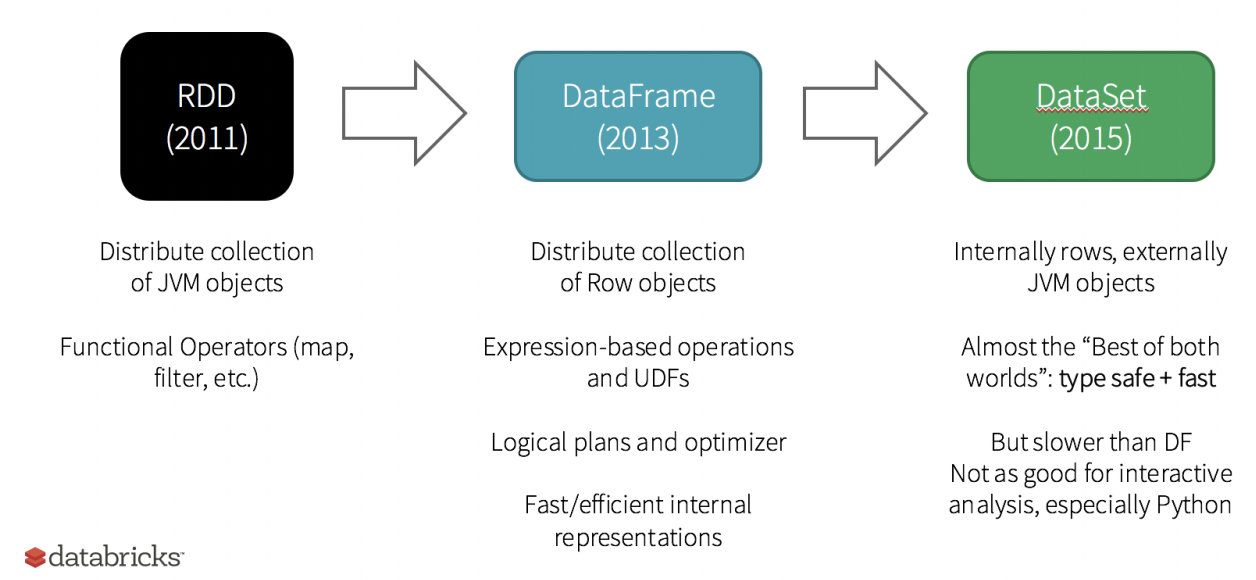 RDD
(2011)
Distribute collection
of JVM objects
Functional Operators (map,
filter, etc.)
DataFrame
(2013)
Distribute collection
of Row objects
Expression-based operations
and UDFs
Logical plans and optimizer
Fast/efficient internal
representations
DataSet
(2015)
Internally rows, externally
JVM objects
Almost the “Best of both
worlds”: type safe + fast
But slower than DF
Not as good for interactive
analysis, especially Python
databricks